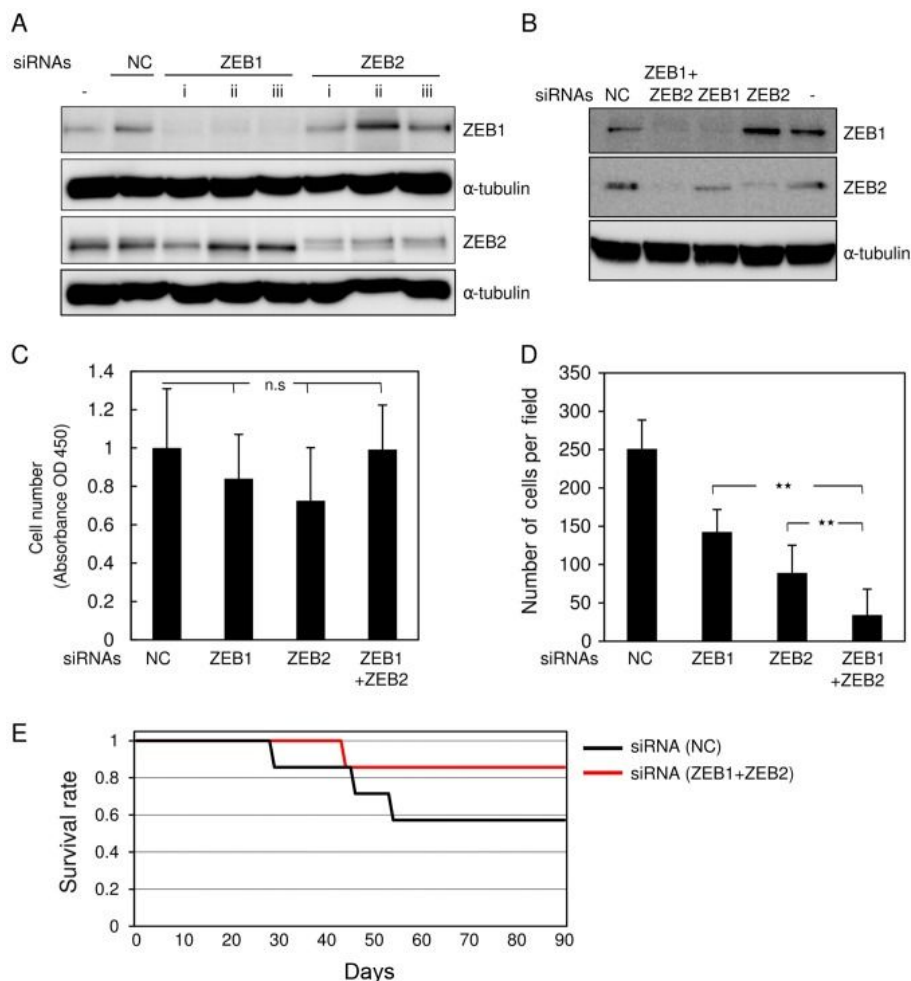 A
siRNAs
NC ZEB1 ZEB2
- i ii iii i ii iii
ZEB1
α-tubulin
ZEB2
α-tubulin
B
ZEB1+
siRNAs NC ZEB2 ZEB1 ZEB2 -
ZEB1
ZEB2
α-tubulin
C
Cell number
(Absorbance OD 450)
1.4
1.2
1
0.8
0.6
0.4
0.2
0
n.s
siRNAs NC ZEB1 ZEB2 ZEB1
+ZEB2
D
Number of cells per field
350
300
250
200
150
100
50
0
**
**
siRNAs NC ZEB1 ZEB2 ZEB1
+ZEB2
E
Survival rate
1
0.8
0.6
0.4
0.2
0
0 10 20 30 40 50 60 70 80 90
Days
siRNA (NC)
siRNA (ZEB1+ZEB2)